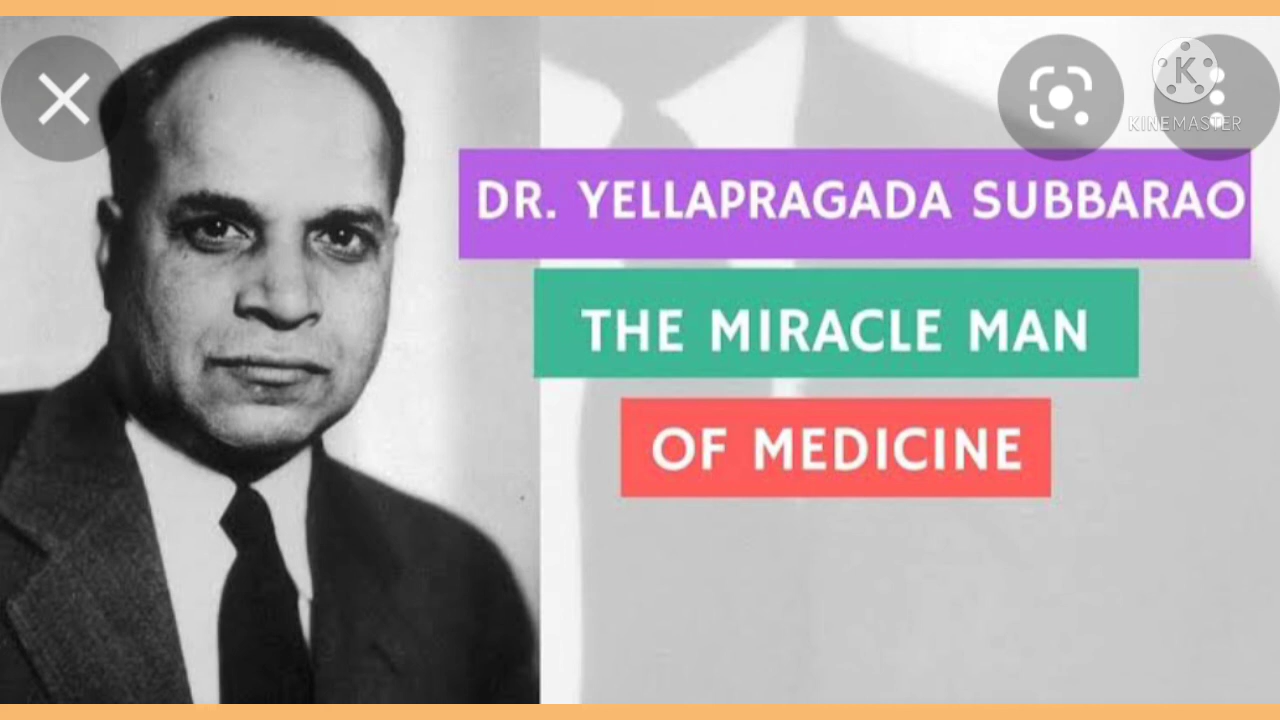 K
KINEMASTER
DR. YELLAPRAGADA SUBBARAO
THE MIRACLE MAN
OF MEDICINE